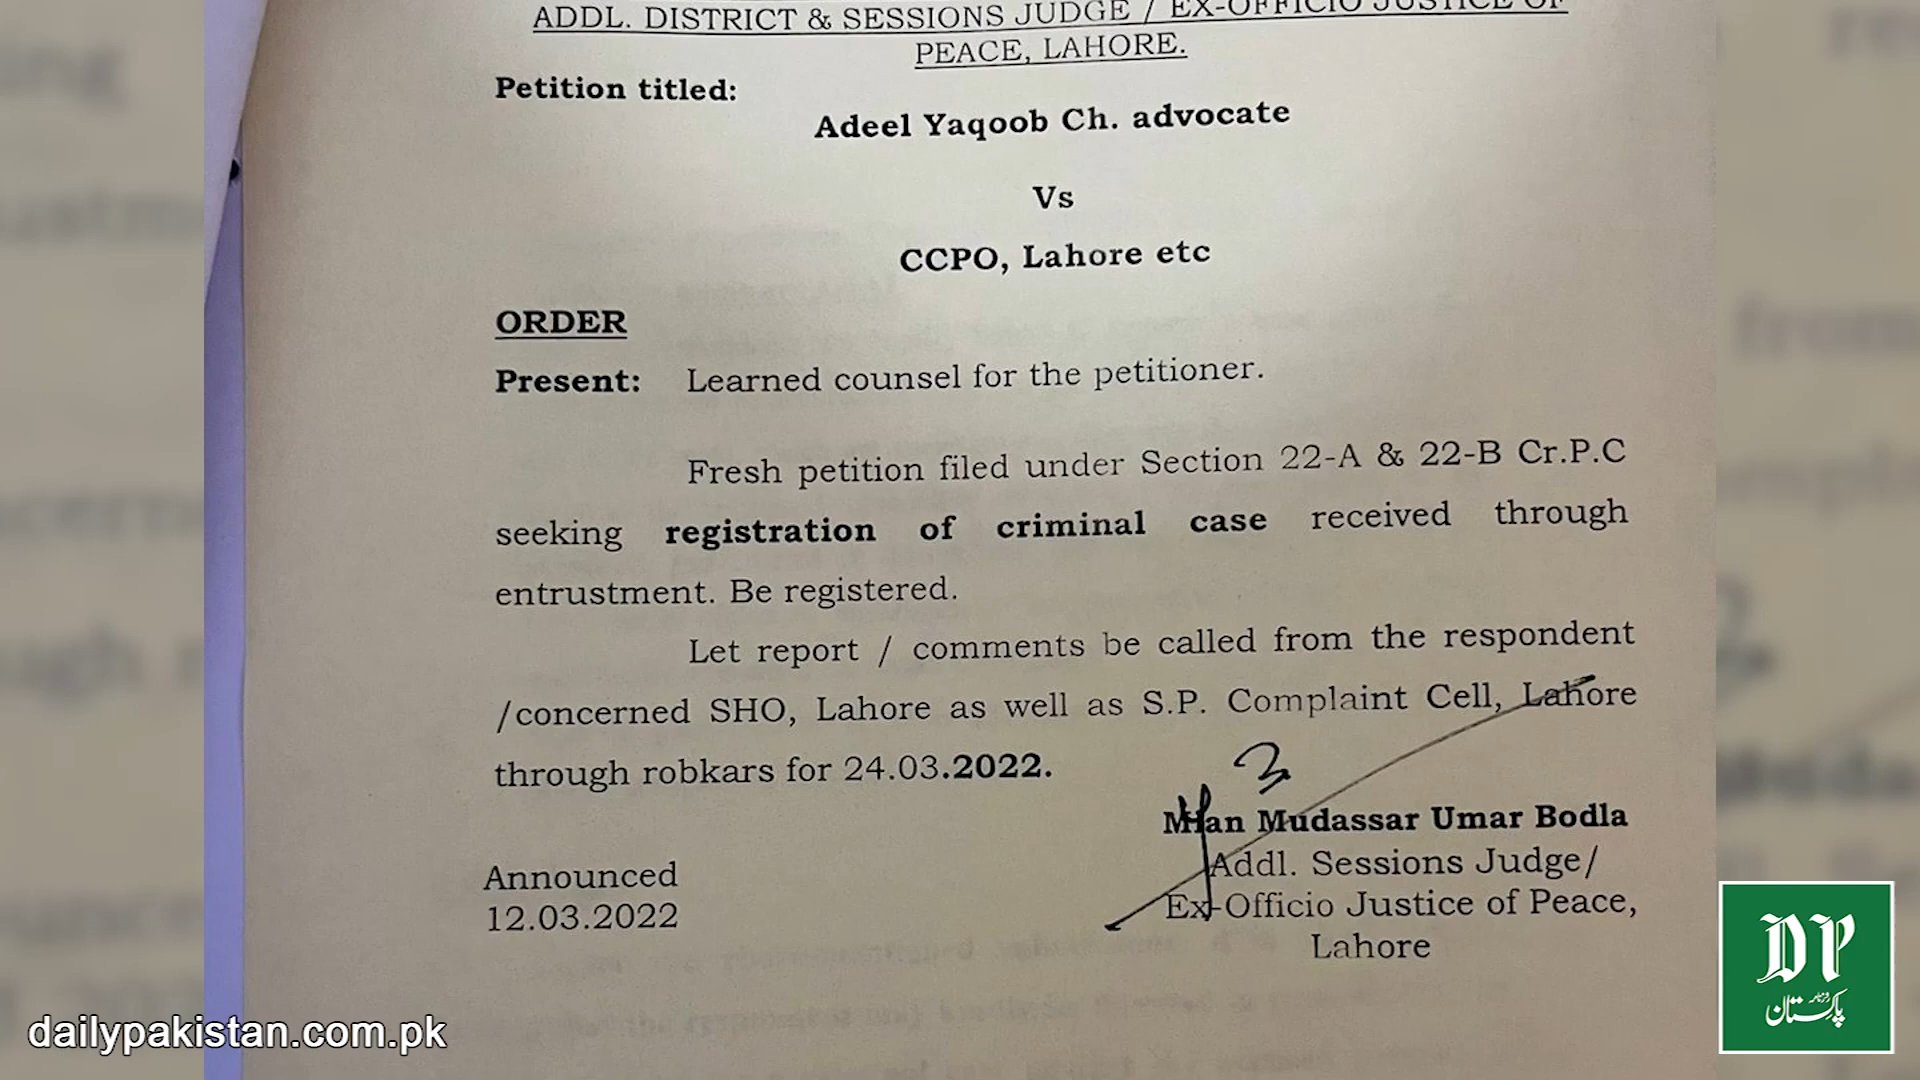 ADDL. DISTRICT & SESSIONS JUDGE / EX-OFFICIO JUSTICE OF
PEACE, LAHORE.
Petition titled:
Adeel Yaqoob Ch. advocate
Vs
CCPO, Lahore etc
ORDER
Present: Learned counsel for the petitioner.
Fresh petition filed under Section 22-A & 22-B Cr.P.C
seeking registration of criminal case received through
entrustment. Be registered.
Let report / comments be called from the respondent
/concerned SHO, Lahore as well as S.P. Complaint Cell, Lahore
through robkars for 24.03.2022.
Mian Mudassar Umar Bodla
Addl. Sessions Judge/
Ex-Officio Justice of Peace,
Lahore
Announced
12.03.2022
dailypakistan.com.pk
DP
روزنامہ
پاکستان